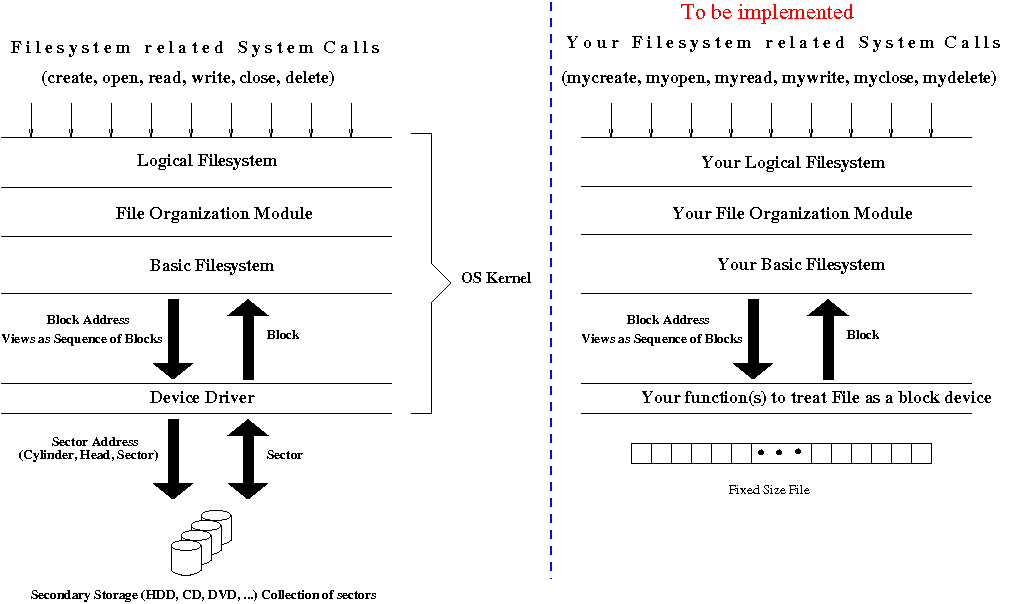 Filesystem related System Calls
(create, open, read, write, close, delete)
Logical Filesystem
File Organization Module
Basic Filesystem
OS Kernel
Block Address
Views as Sequence of Blocks
Block
Device Driver
Sector Address
(Cylinder, Head, Sector)
Sector
Secondary Storage (HDD, CD, DVD, ...) Collection of sectors
To be implemented
Your Filesystem related System Calls
(mycreate, myopen, myread, mywrite, myclose, mydelete)
Your Logical Filesystem
Your File Organization Module
Your Basic Filesystem
Block Address
Views as Sequence of Blocks
Block
Your function(s) to treat File as a block device
Fixed Size File